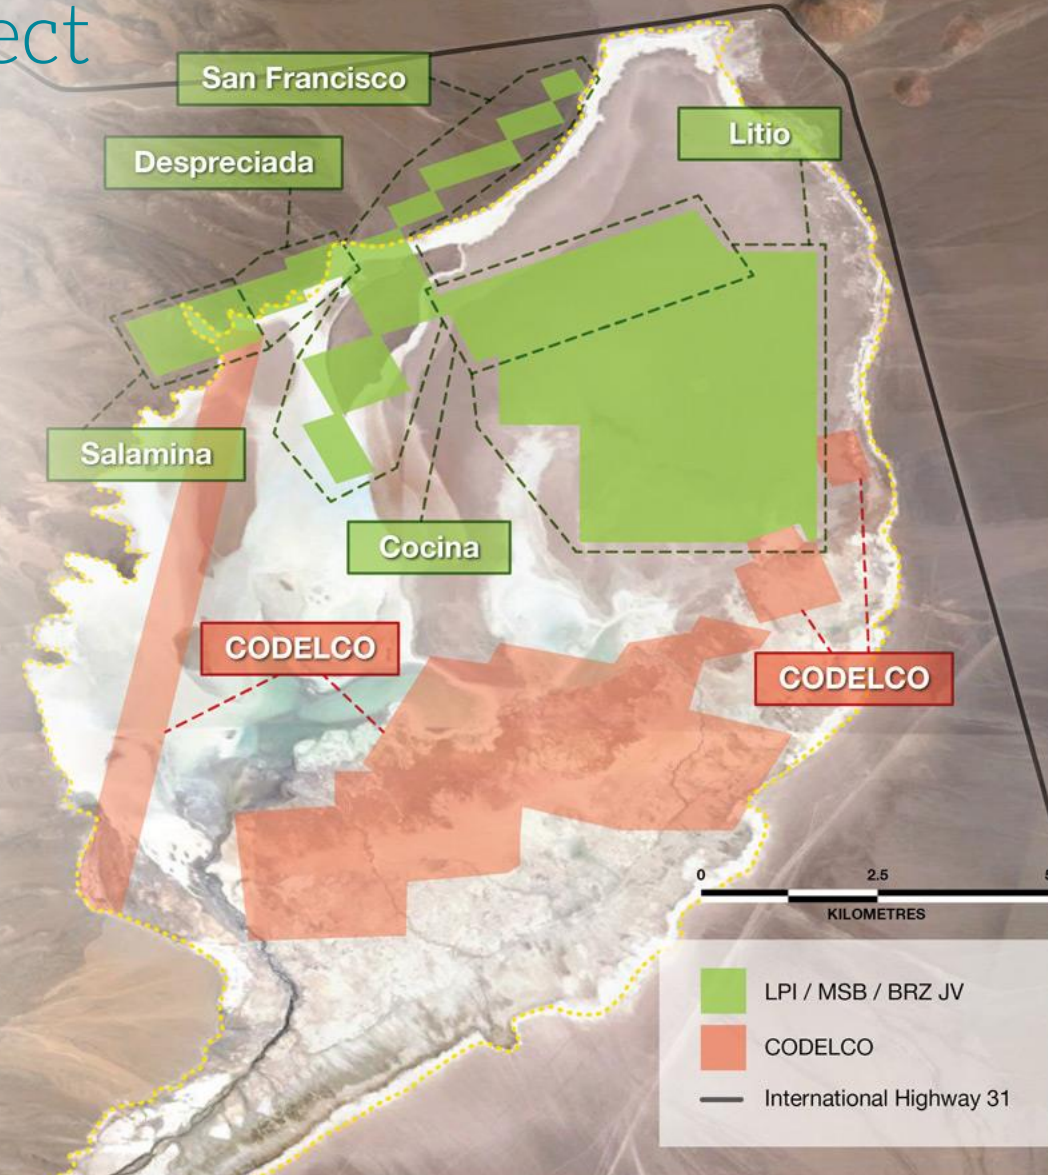 ect
San Francisco
Despreciada
Litio
Salamina
Cocina
CODELCO
CODELCO
0 2.5 5
KILOMETRES
LPI / MSB / BRZ JV
CODELCO
International Highway 31